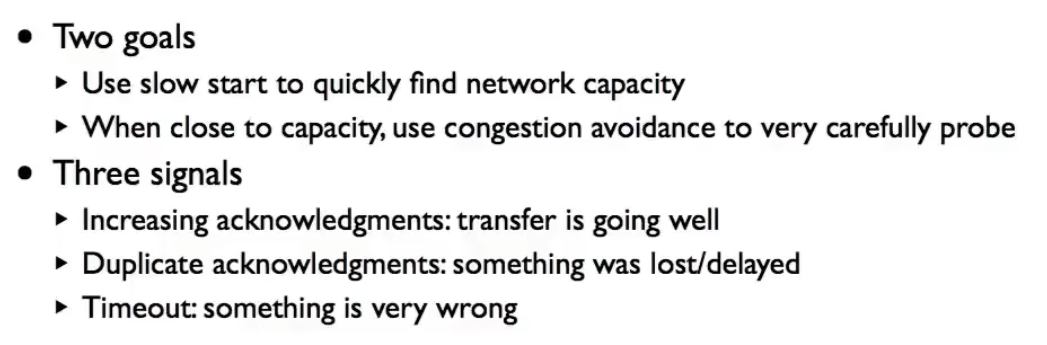 • Two goals
▸ Use slow start to quickly find network capacity
▸ When close to capacity, use congestion avoidance to very carefully probe
• Three signals
▸ Increasing acknowledgments: transfer is going well
▸ Duplicate acknowledgments: something was lost/delayed
▸ Timeout: something is very wrong